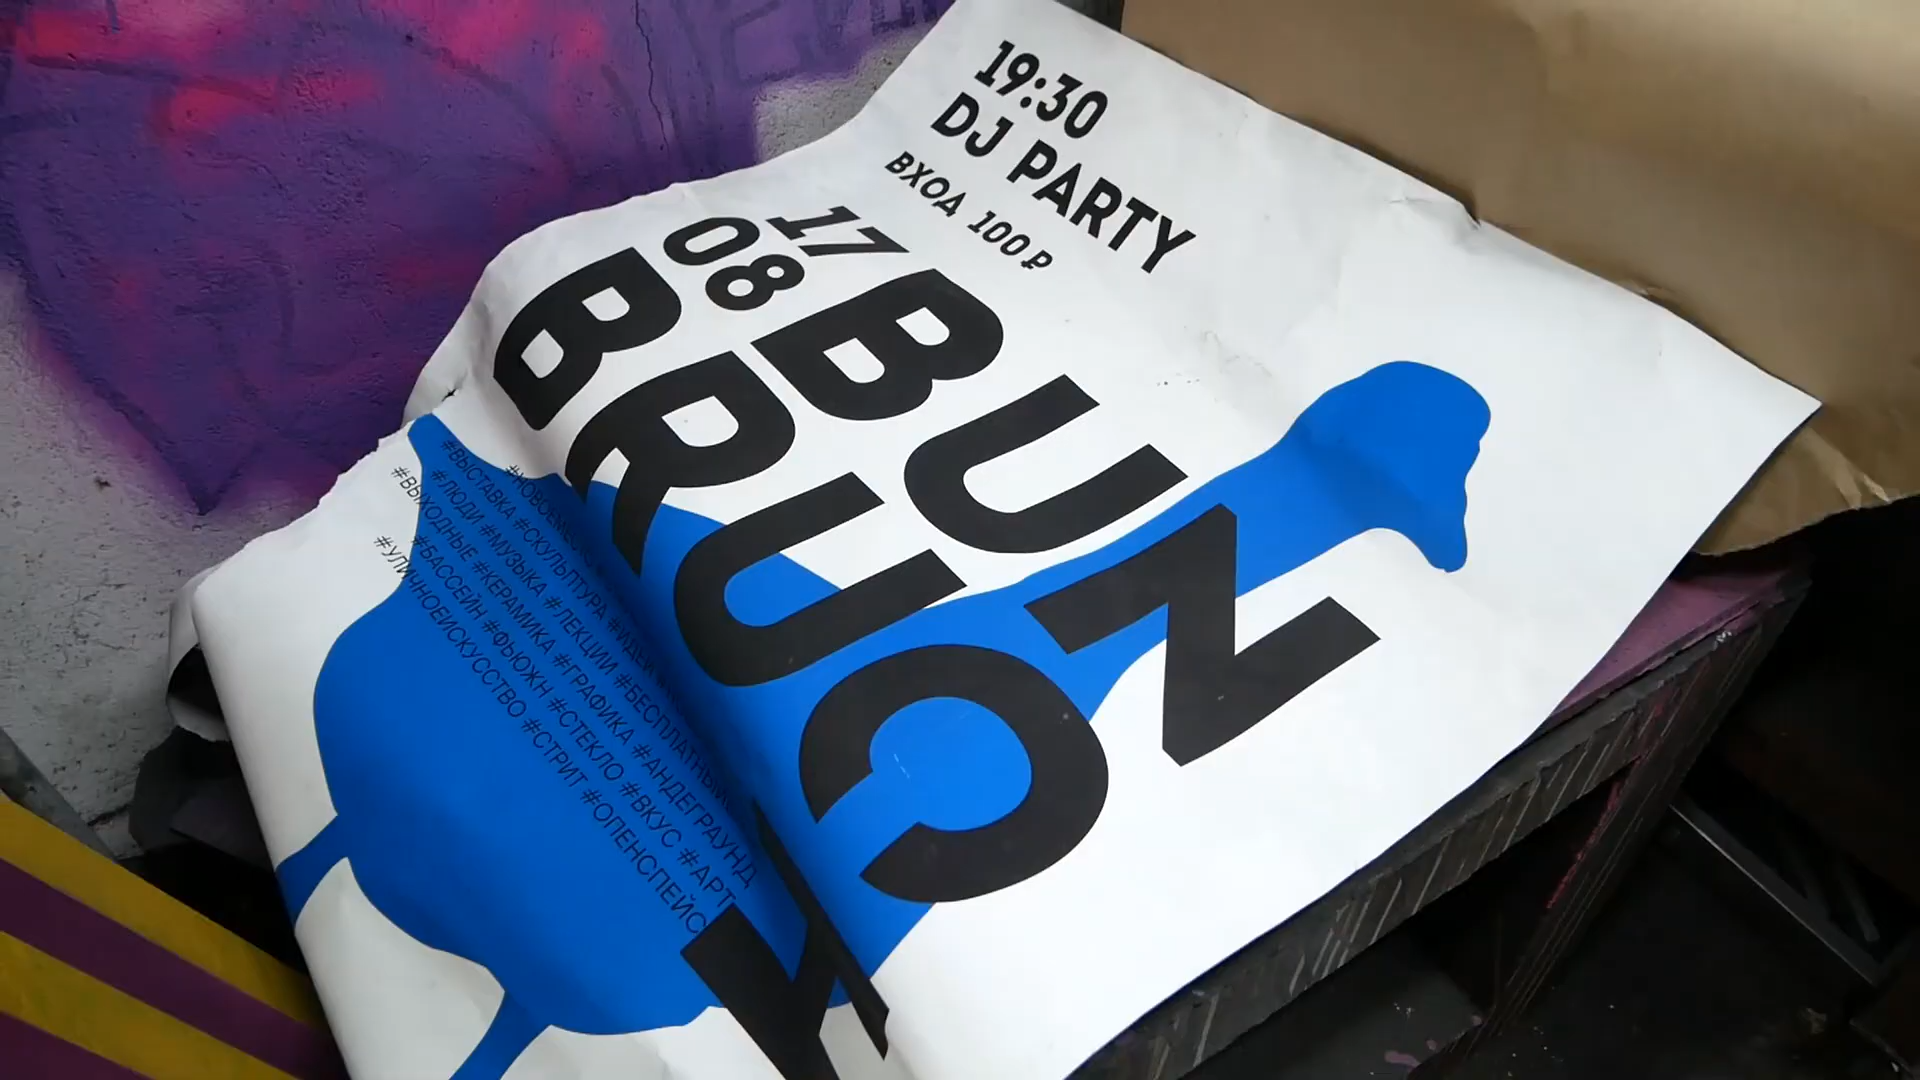 19:30
DJ PARTY
ВХОД 100₽
17
08
BUN
BRUC
#ВЫСТАВКА #СКУЛЬПТУРА
#ЛЮДИ #МУЗЫКА #ЛЕКЦИИ #БЕСПЛАТНЫЙ
#ВЫХОДНЫЕ #КЕРАМИКА #ГРАФИКА #АНДЕГРАУНД
#БАССЕЙН #ФЬЮЖН #СТЕКЛО #ВКУС #АРТ
#УЛИЧНОЕИСКУССТВО #СТРИТ #ОПЕНСПЕЙС